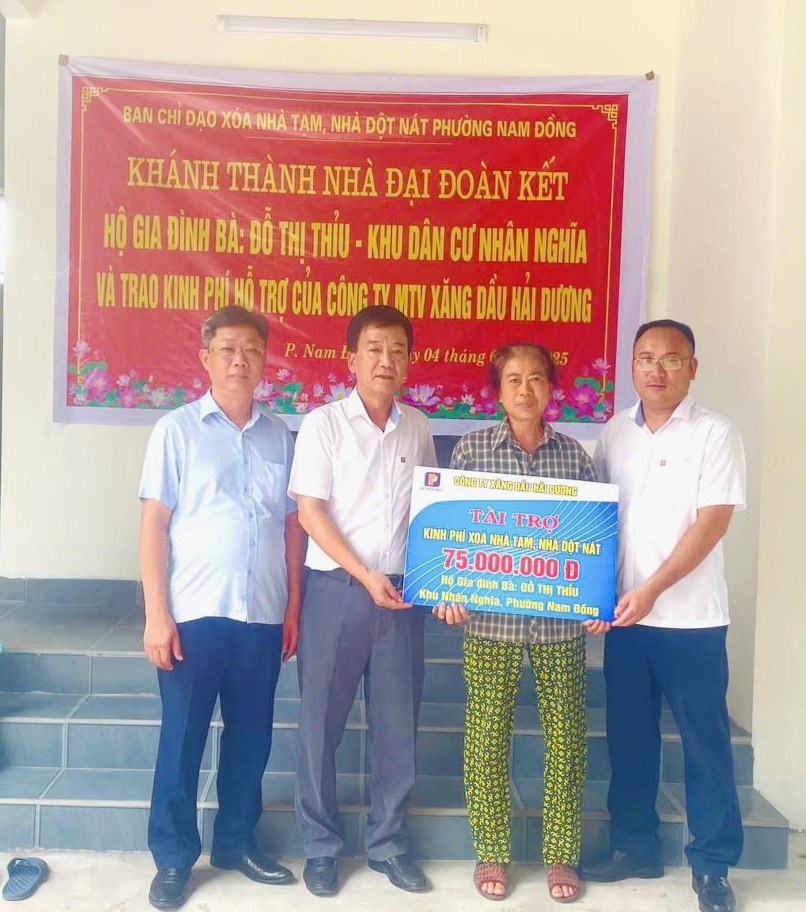 BAN CHỈ ĐẠO XÓA NHÀ TẠM, NHÀ DỘT NÁT PHƯỜNG NAM ĐỒNG
KHÁNH THÀNH NHÀ ĐẠI ĐOÀN KẾT
HỘ GIA ĐÌNH BÀ: ĐỖ THỊ THỈU - KHU DÂN CƯ NHÂN NGHĨA
VÀ TRAO KINH PHÍ HỖ TRỢ CỦA CÔNG TY MTV XĂNG DẦU HẢI DƯƠNG
P. Nam 04 tháng
CÔNG TY XĂNG DẦU HẢI DƯƠNG
TÀI TRỢ
KINH PHÍ XOÁ NHÀ TẠM, NHÀ DỘT NÁT
75.000.000 Đ
Hộ Gia đình Bà: ĐỖ THỊ THỈU
Khu Nhân Nghĩa, Phường Nam Đồng